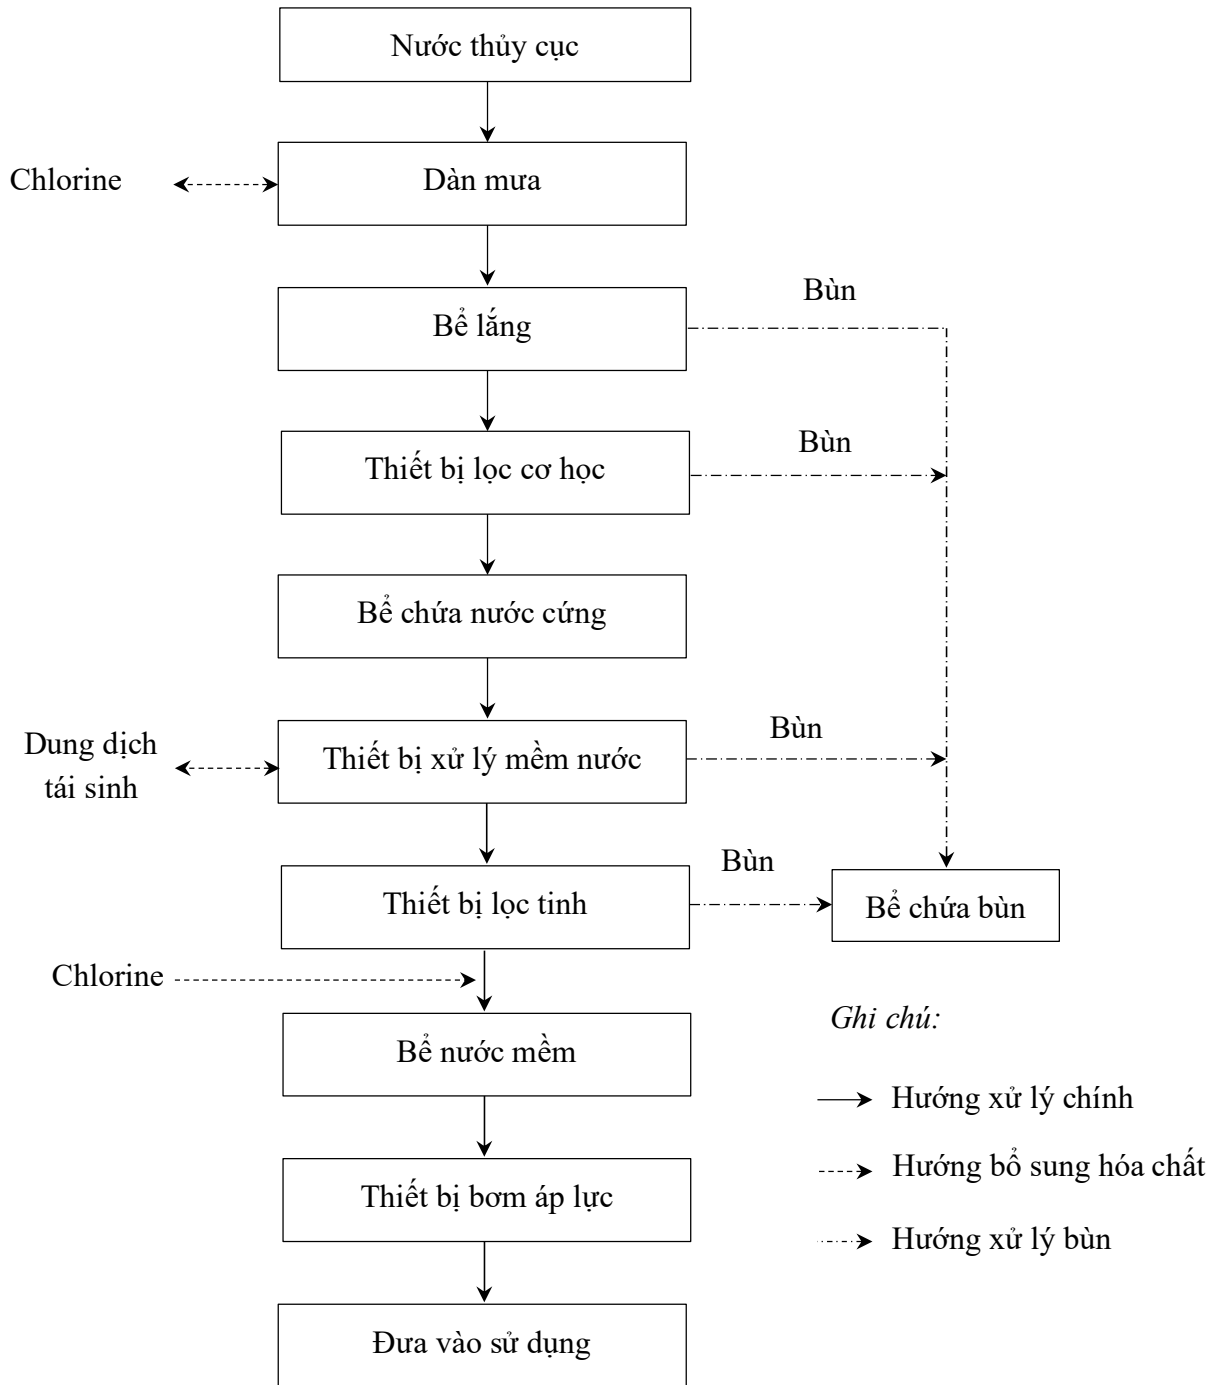 Nước thủy cục
Chlorine
Dàn mưa
Bùn
Bể lắng
Bùn
Thiết bị lọc cơ học
Bể chứa nước cứng
Dung dịch
tái sinh
Thiết bị xử lý mềm nước
Bùn
Bùn
Thiết bị lọc tinh
Bể chứa bùn
Chlorine
Ghi chú:
Bể nước mềm
Hướng xử lý chính
Hướng bổ sung hóa chất
Thiết bị bơm áp lực
Hướng xử lý bùn
Đưa vào sử dụng